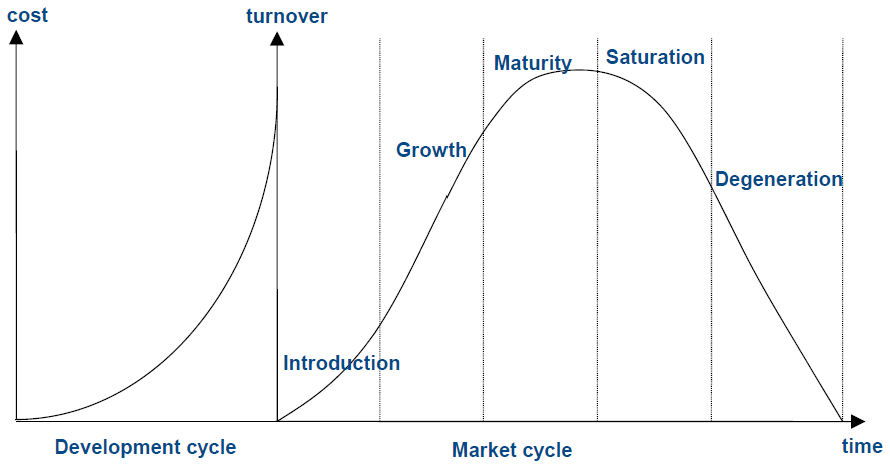 cost
turnover
Maturity
Saturation
Growth
Degeneration
Introduction
Development cycle
Market cycle
time